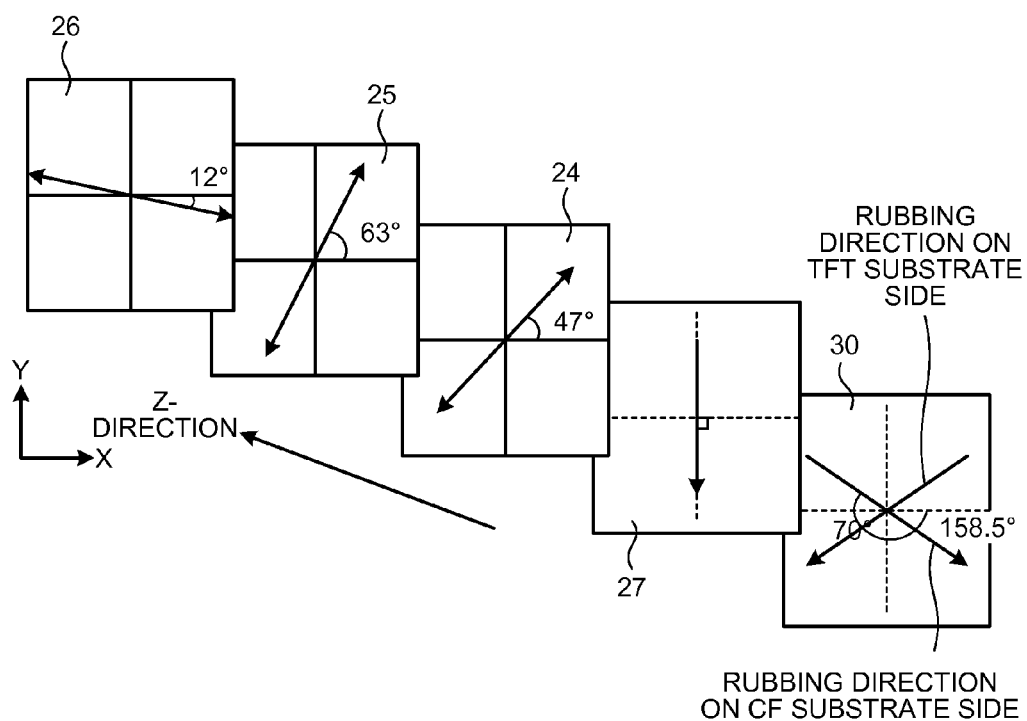 26
25
12°
63°
24
47°
RUBBING
DIRECTION ON
TFT SUBSTRATE
SIDE
30
Y
X
Z-
DIRECTION
70°
158.5°
27
RUBBING DIRECTION
ON CF SUBSTRATE SIDE